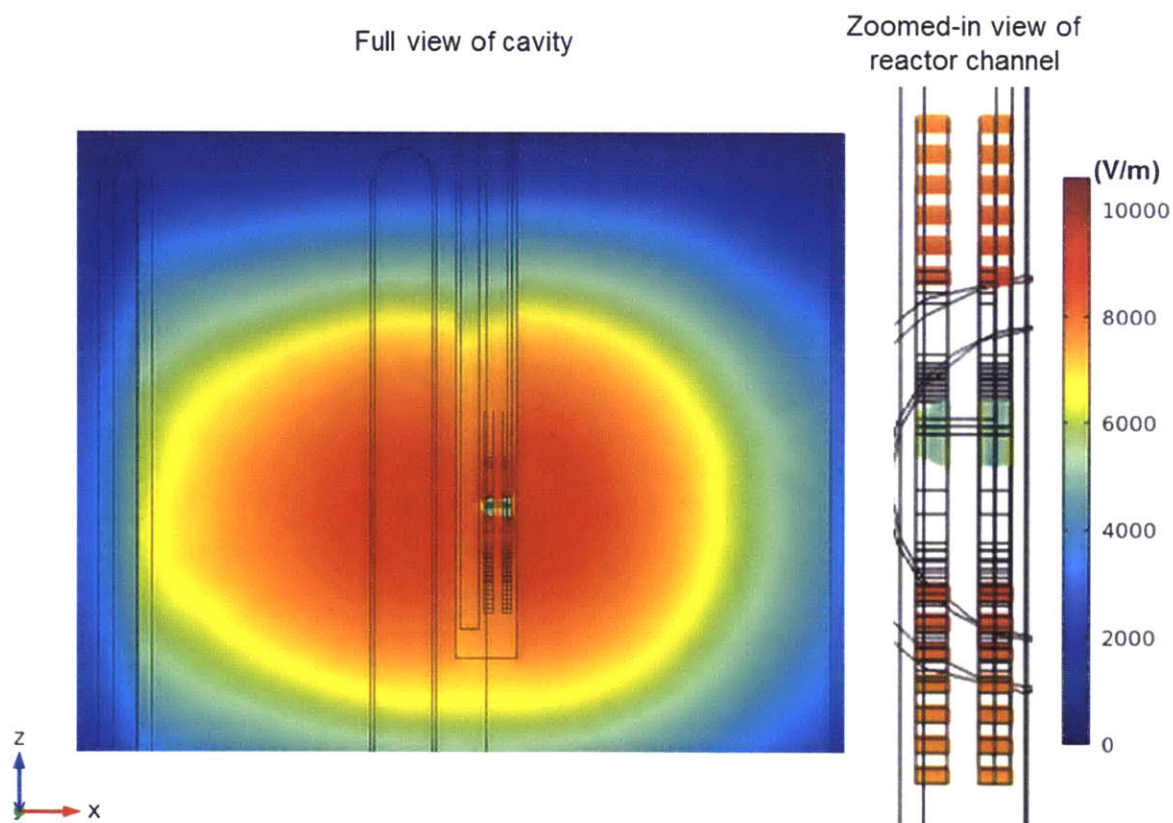 Full view of cavity
Zoomed-in view of
reactor channel
(V/m)
10000
8000
6000
4000
2000
0
z
y
x